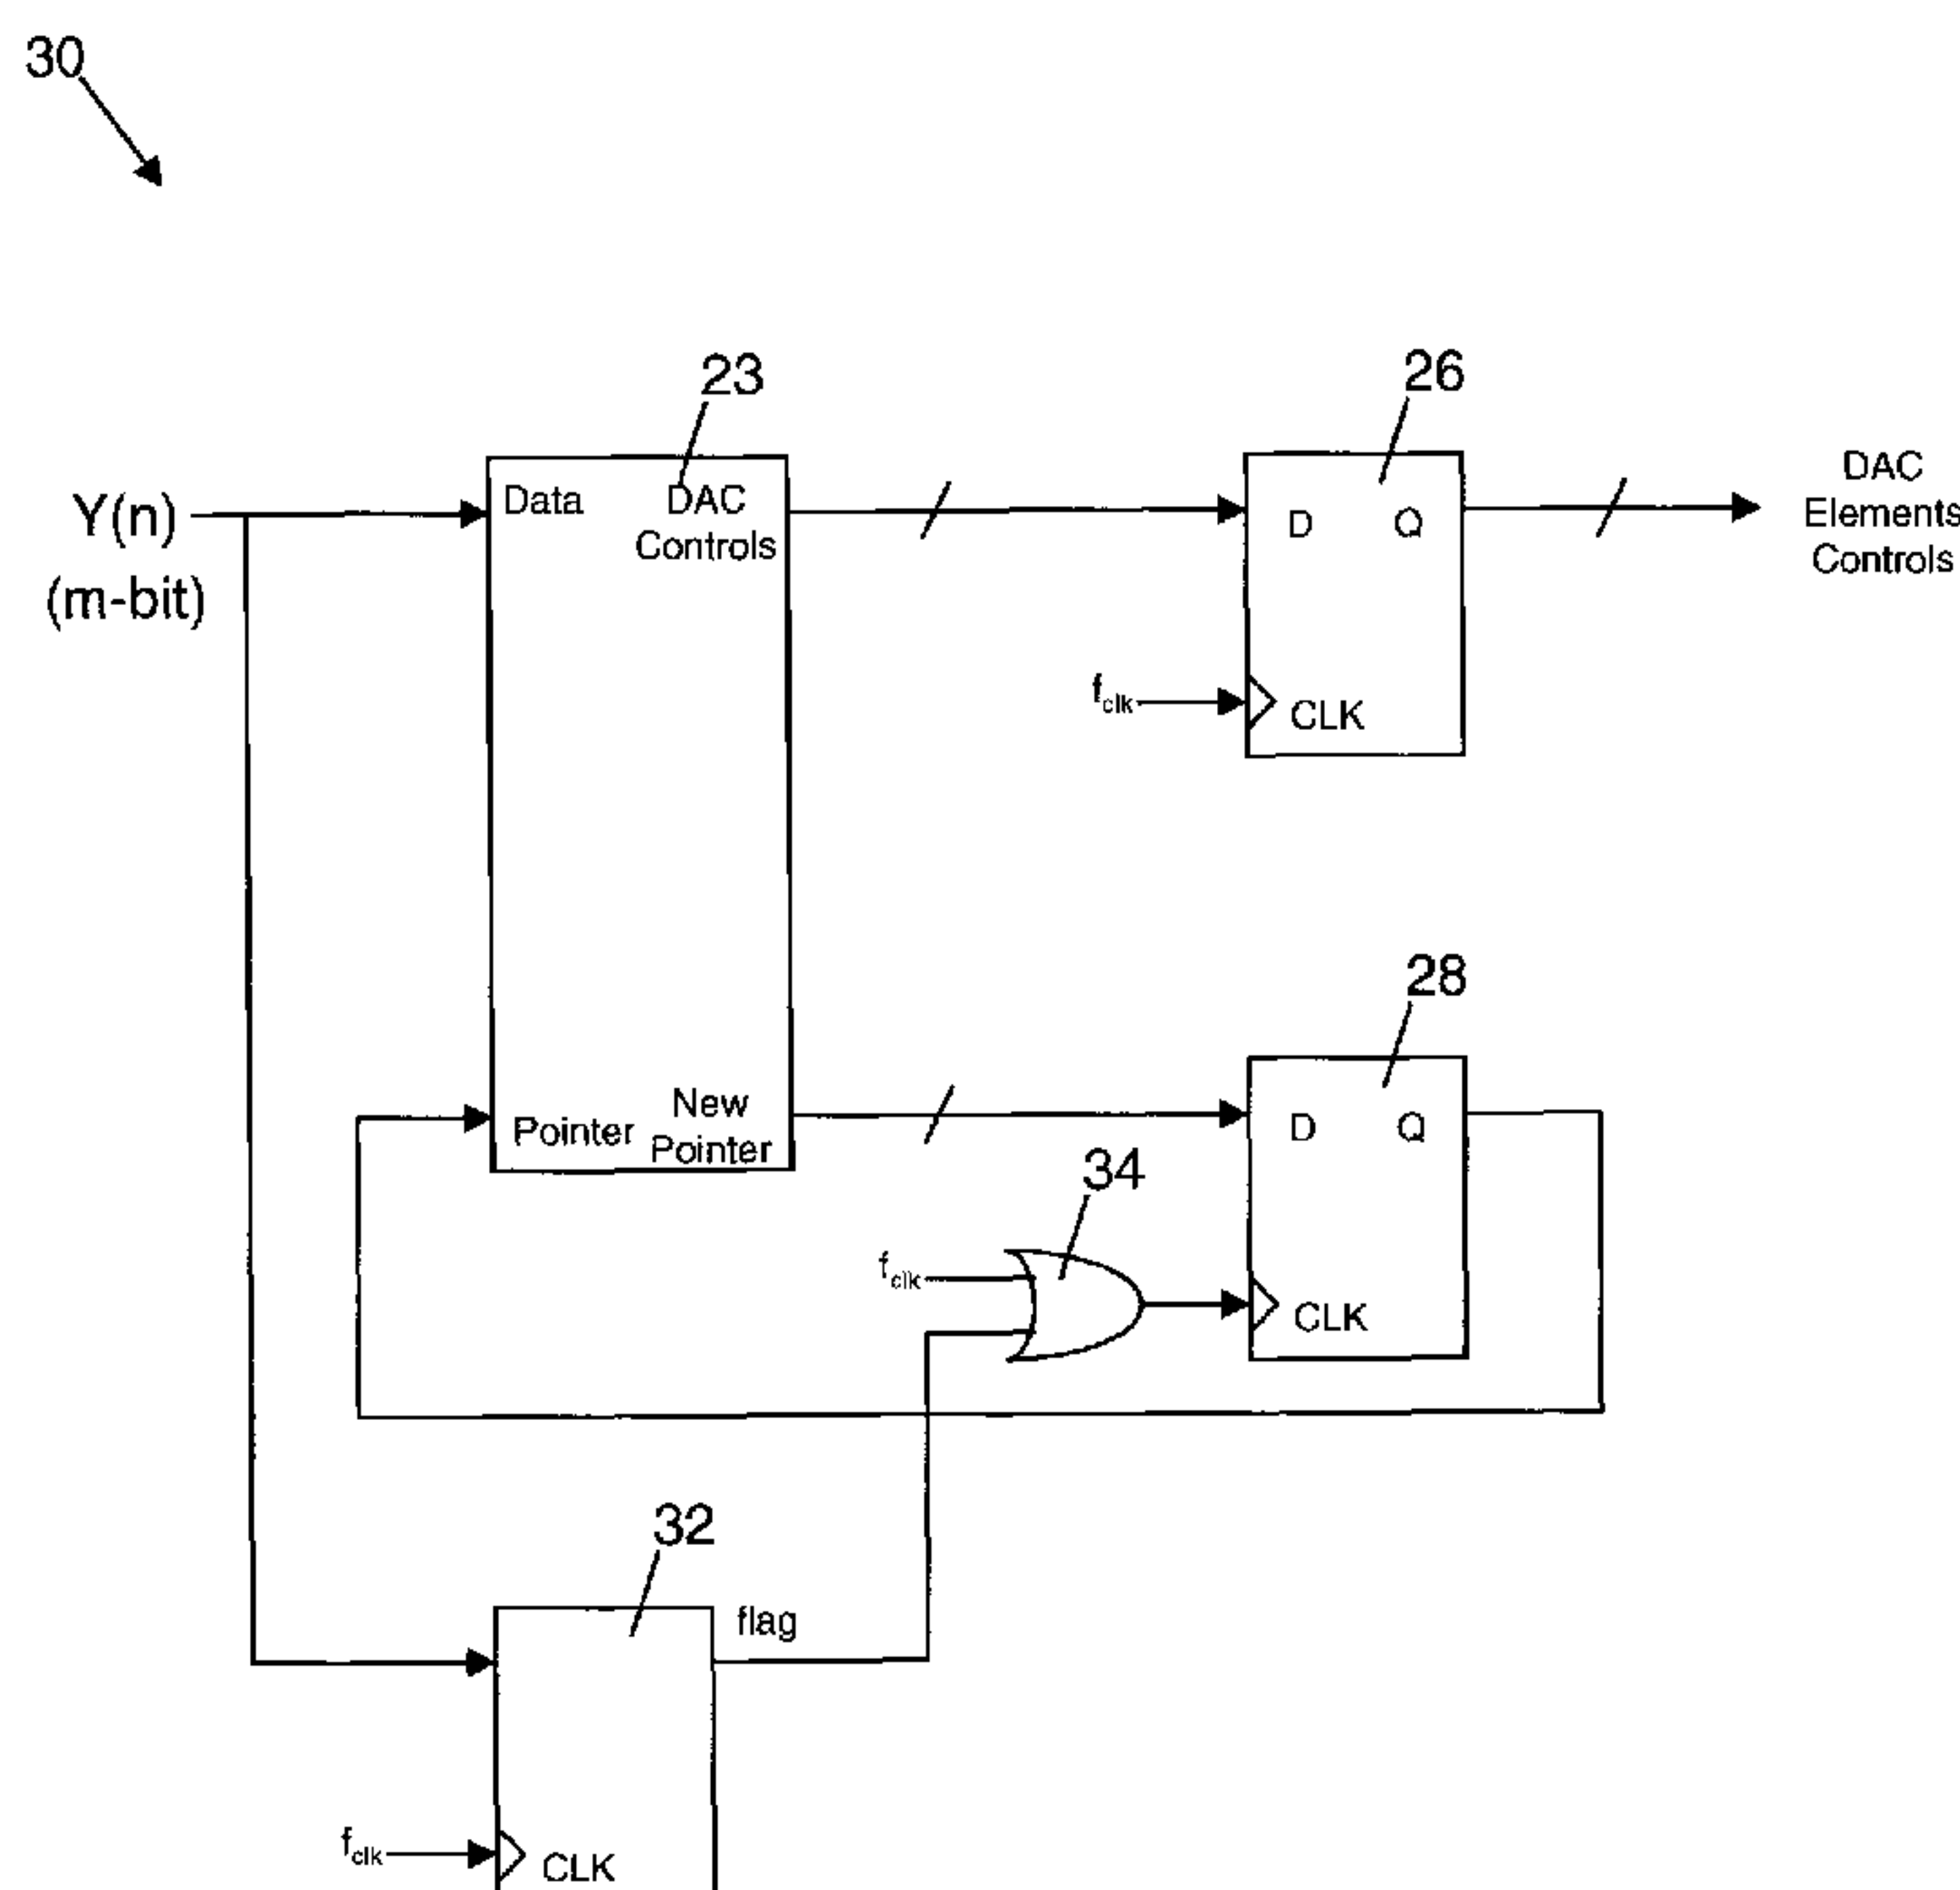 30
23
26
Y(n)
(m-bit)
Data
DAC
Controls
D
Q
DAC
Elements
Controls
fclk
CLK
28
Pointer
New
Pointer
D
Q
34
fclk
CLK
32
flag
fclk
CLK